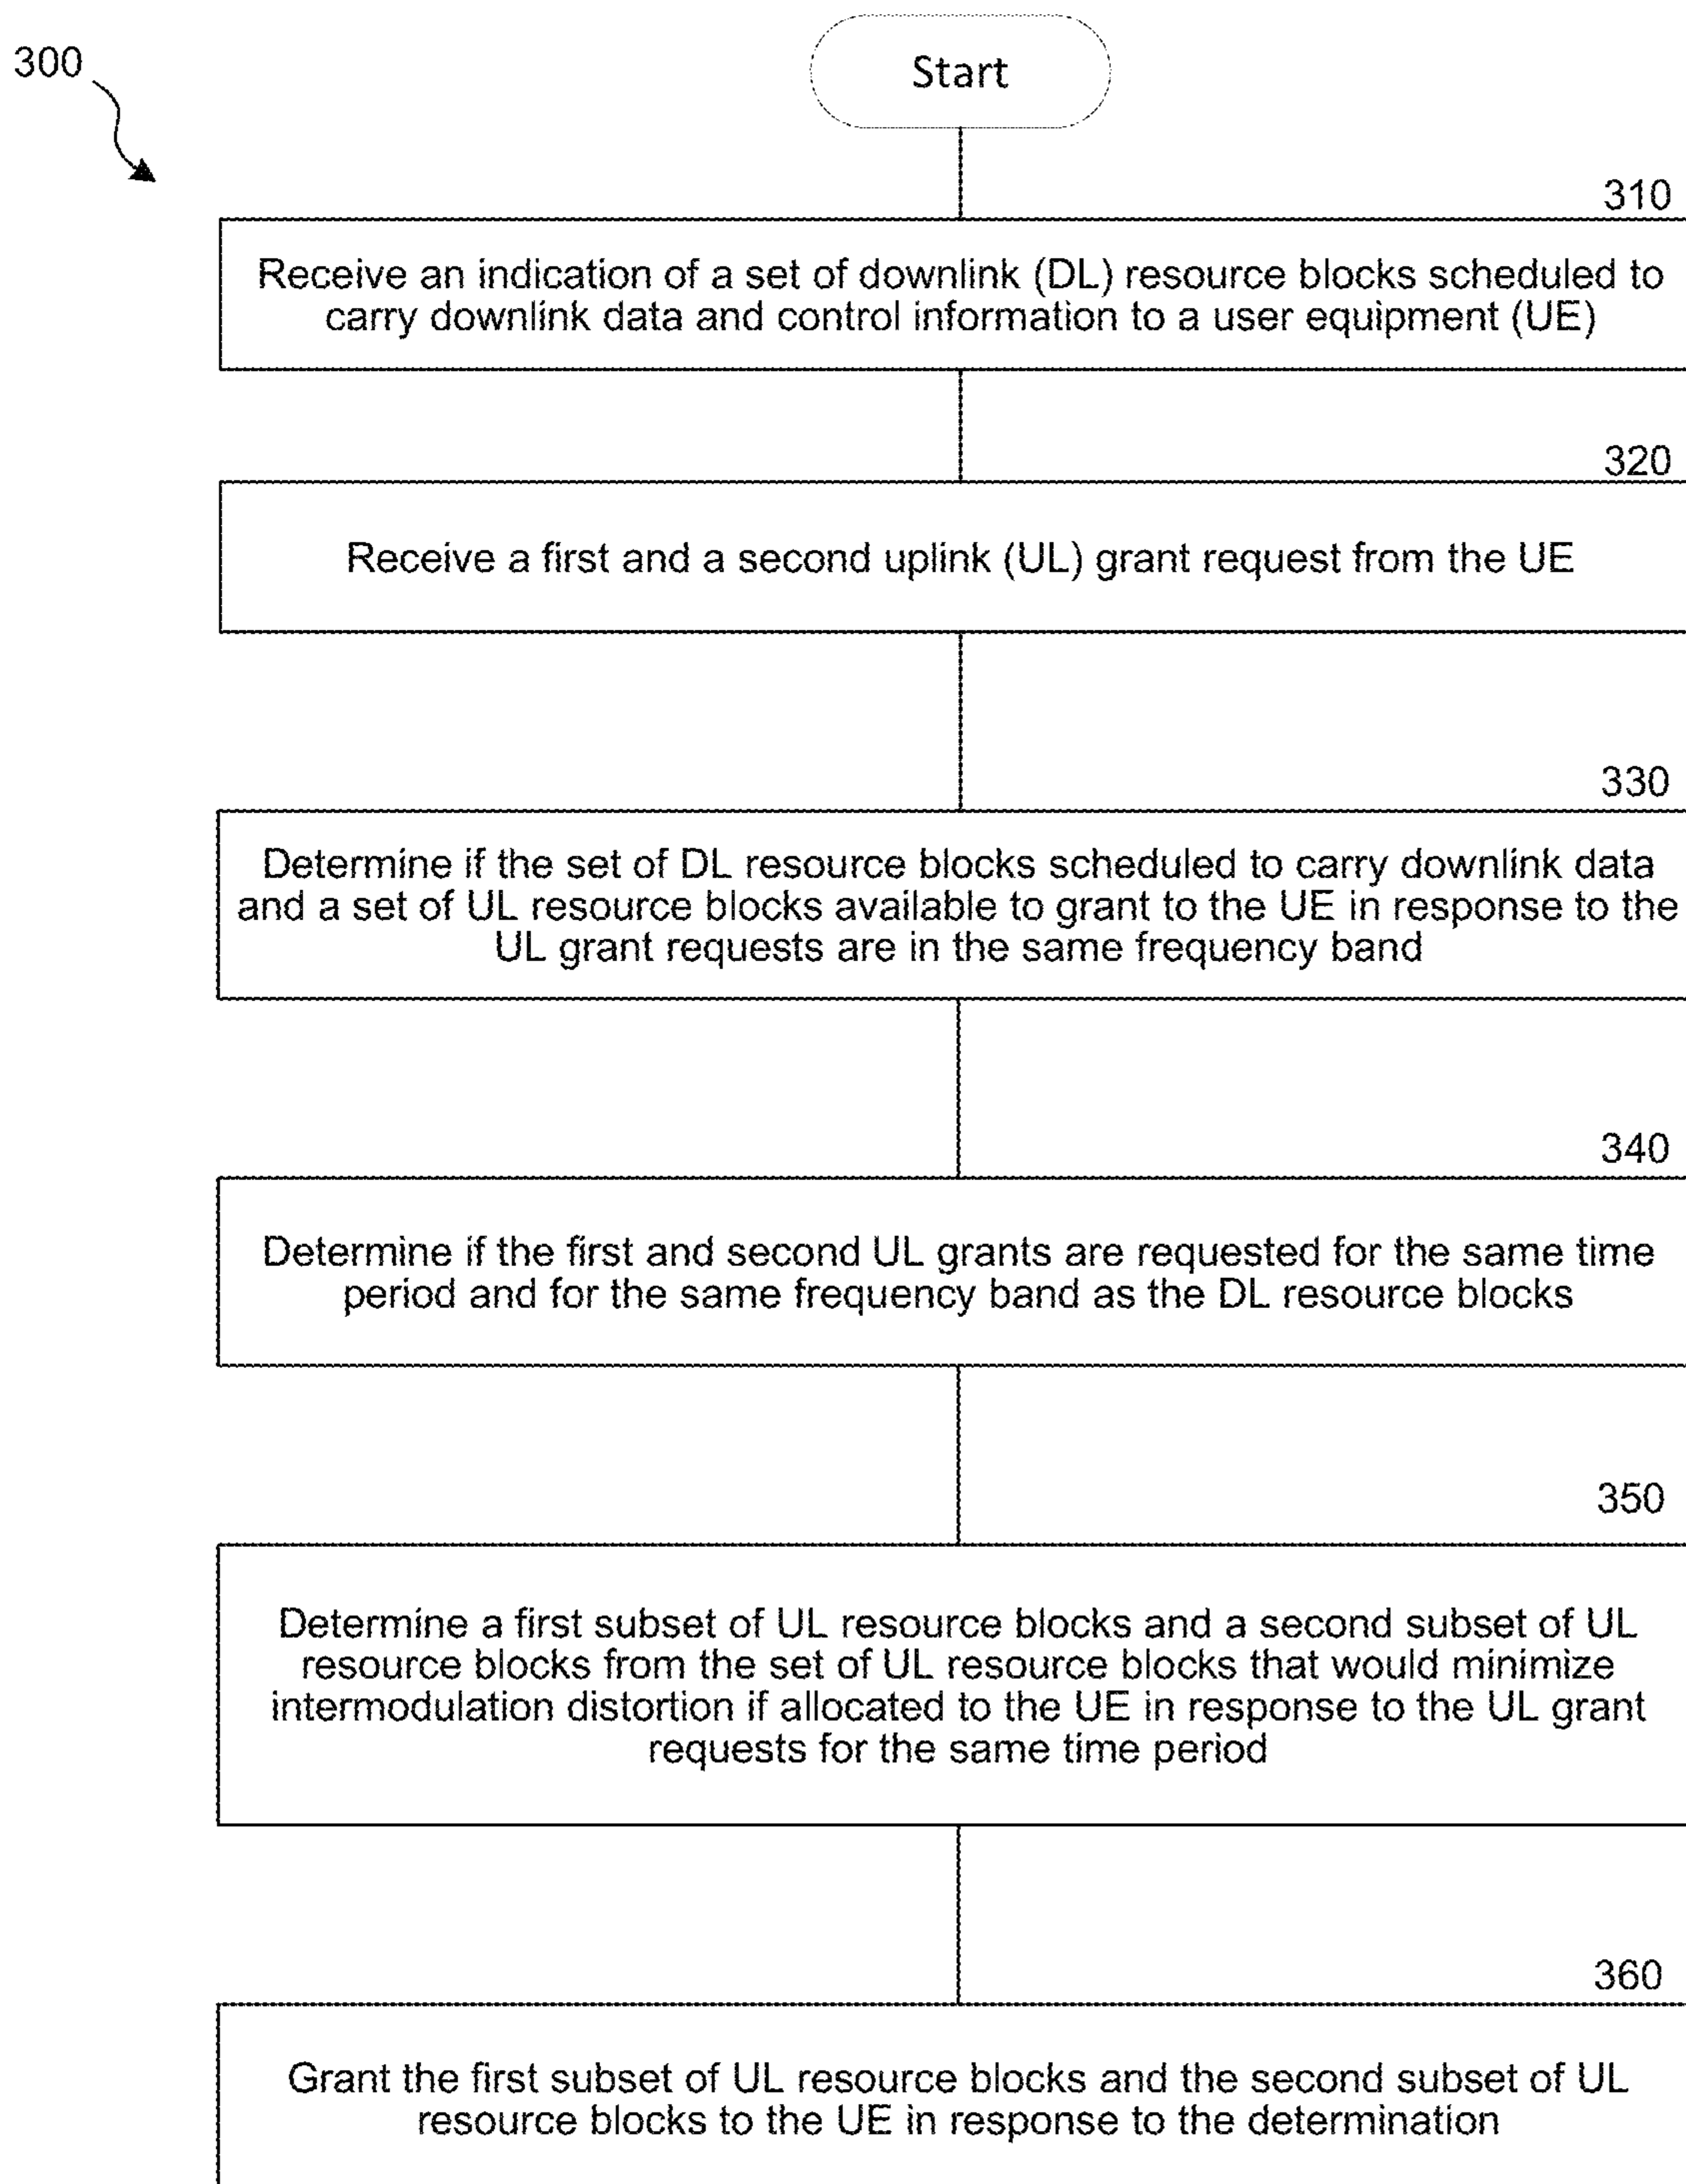 300
Start
310
Receive an indication of a set of downlink (DL) resource blocks scheduled to
carry downlink data and control information to a user equipment (UE)
320
Receive a first and a second uplink (UL) grant request from the UE
330
Determine if the set of DL resource blocks scheduled to carry downlink data
and a set of UL resource blocks available to grant to the UE in response to the
UL grant requests are in the same frequency band
340
Determine if the first and second UL grants are requested for the same time
period and for the same frequency band as the DL resource blocks
350
Determine a first subset of UL resource blocks and a second subset of UL
resource blocks from the set of UL resource blocks that would minimize
intermodulation distortion if allocated to the UE in response to the UL grant
requests for the same time period
360
Grant the first subset of UL resource blocks and the second subset of UL
resource blocks to the UE in response to the determination